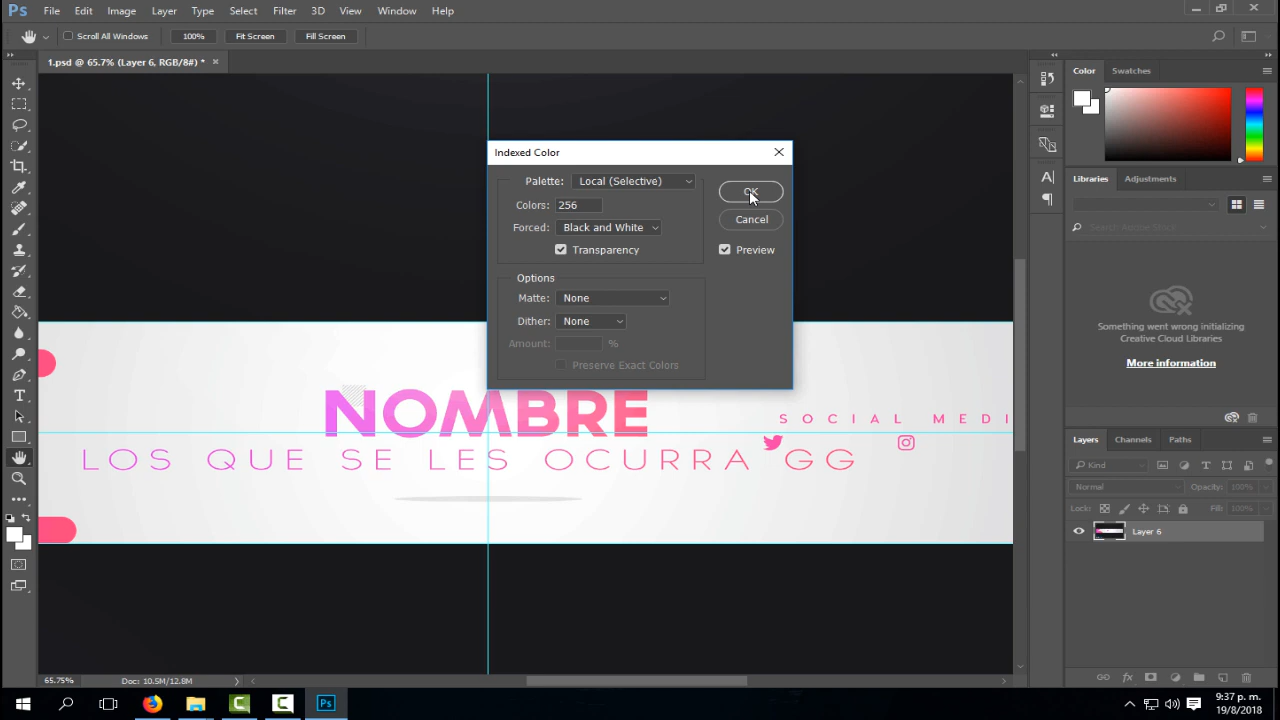 Ps File Edit Image Layer Type Select Filter 3D View Window Help
Scroll All Windows 100% Fit Screen Fill Screen
1.psd @ 65.7% (Layer 6, RGB/8#) *
Color Swatches
Indexed Color
Palette: Local (Selective) OK
Colors: 256
Cancel
Forced: Black and White
Transparency Preview
Options
Matte: None
Dither: None
Amount: %
Preserve Exact Colors
Libraries Adjustments
Search Adobe Stock
Something went wrong initializing
Creative Cloud Libraries
More information
NOMBRE
SOCIAL MEDI
LOS QUE SE LES OCURRA GG
Layers Channels Paths
Kind
Normal Opacity: 100%
Lock: Fill: 100%
Layer 6
65.75% Doc: 10.5M/12.8M
Ps
9:37 p.m.
19/8/2018